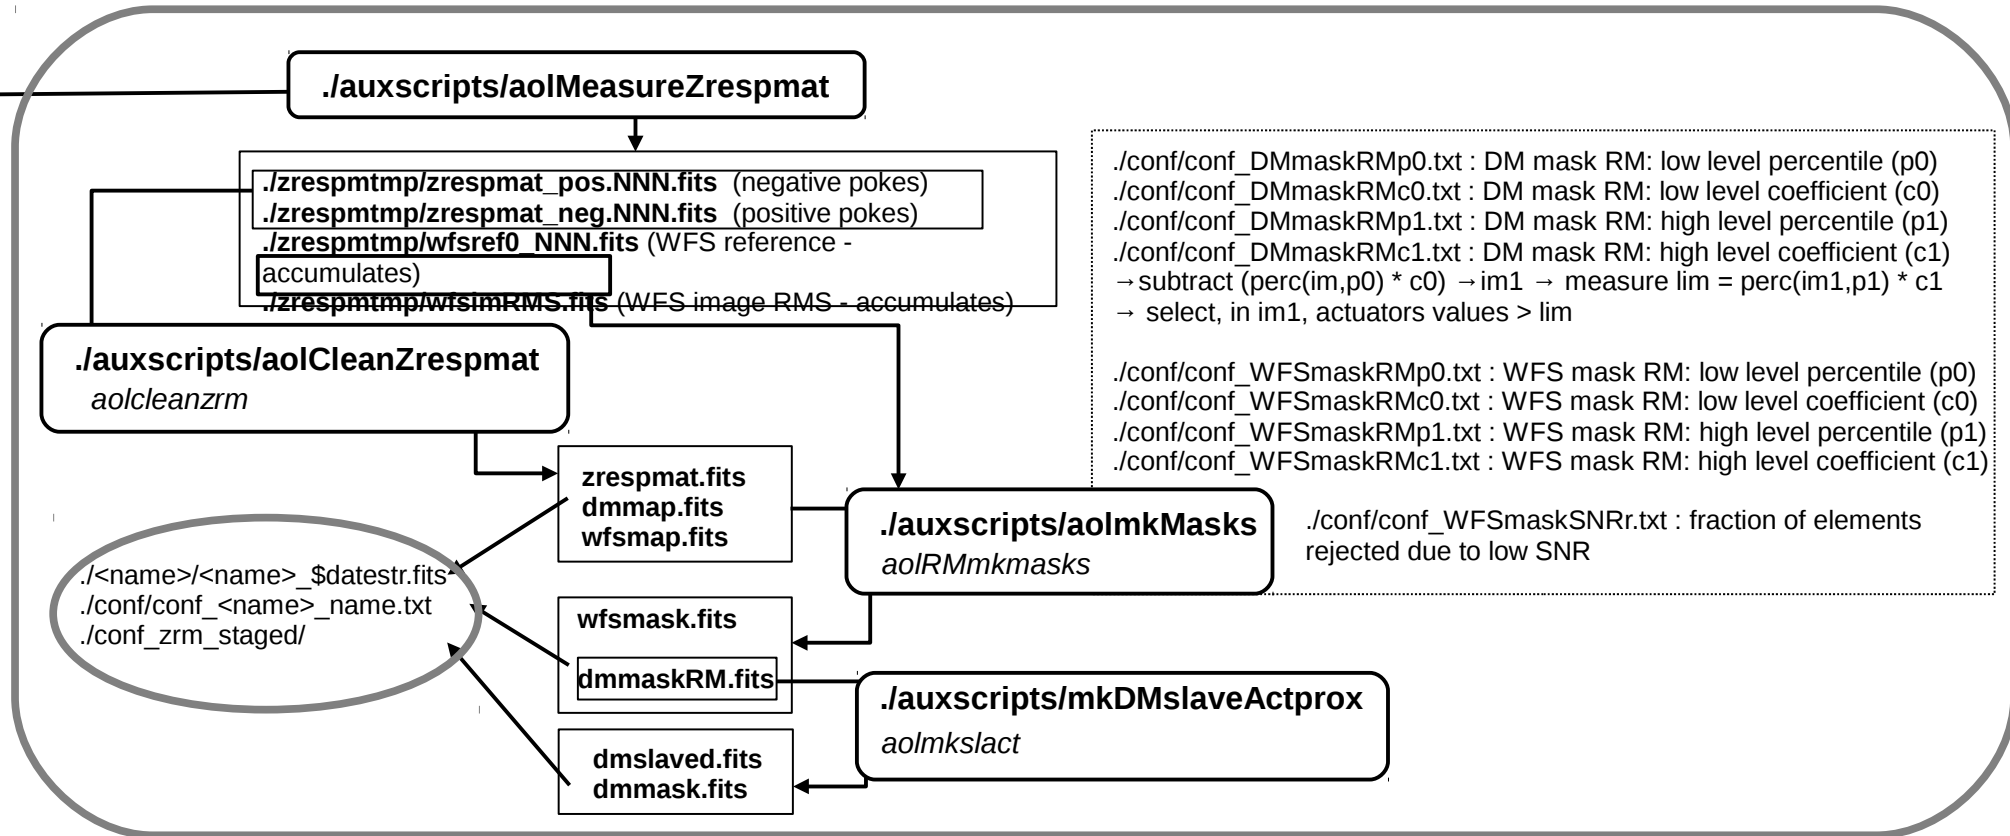 ./auxscripts/aolMeasureZrespmat
./zrespmtmp/zrespmat_pos.NNN.fits (negative pokes)
./zrespmtmp/zrespmat_neg.NNN.fits (positive pokes)
./zrespmtmp/wfsref0_NNN.fits (WFS reference -
accumulates)
./zrespmtmp/wfsimRMS.fits (WFS image RMS - accumulates)
./conf/conf_DMmaskRMp0.txt : DM mask RM: low level percentile (p0)
./conf/conf_DMmaskRMc0.txt : DM mask RM: low level coefficient (c0)
./conf/conf_DMmaskRMp1.txt : DM mask RM: high level percentile (p1)
./conf/conf_DMmaskRMc1.txt : DM mask RM: high level coefficient (c1)
→subtract (perc(im,p0) * c0) →im1 → measure lim = perc(im1,p1) * c1
→ select, in im1, actuators values > lim
./conf/conf_WFSmaskRMp0.txt : WFS mask RM: low level percentile (p0)
./conf/conf_WFSmaskRMc0.txt : WFS mask RM: low level coefficient (c0)
./conf/conf_WFSmaskRMp1.txt : WFS mask RM: high level percentile (p1)
./conf/conf_WFSmaskRMc1.txt : WFS mask RM: high level coefficient (c1)
./conf/conf_WFSmaskSNRr.txt : fraction of elements
rejected due to low SNR
./auxscripts/aolCleanZrespmat
aolcleanzrm
zrespmat.fits
dmmap.fits
wfsmap.fits
./auxscripts/aolmkMasks
aolRMmkmasks
./<name>/<name>_$datestr.fits
./conf/conf_<name>_name.txt
./conf_zrm_staged/
wfsmask.fits
dmmaskRM.fits
./auxscripts/mkDMslaveActprox
aolmkslact
dmslaved.fits
dmmask.fits